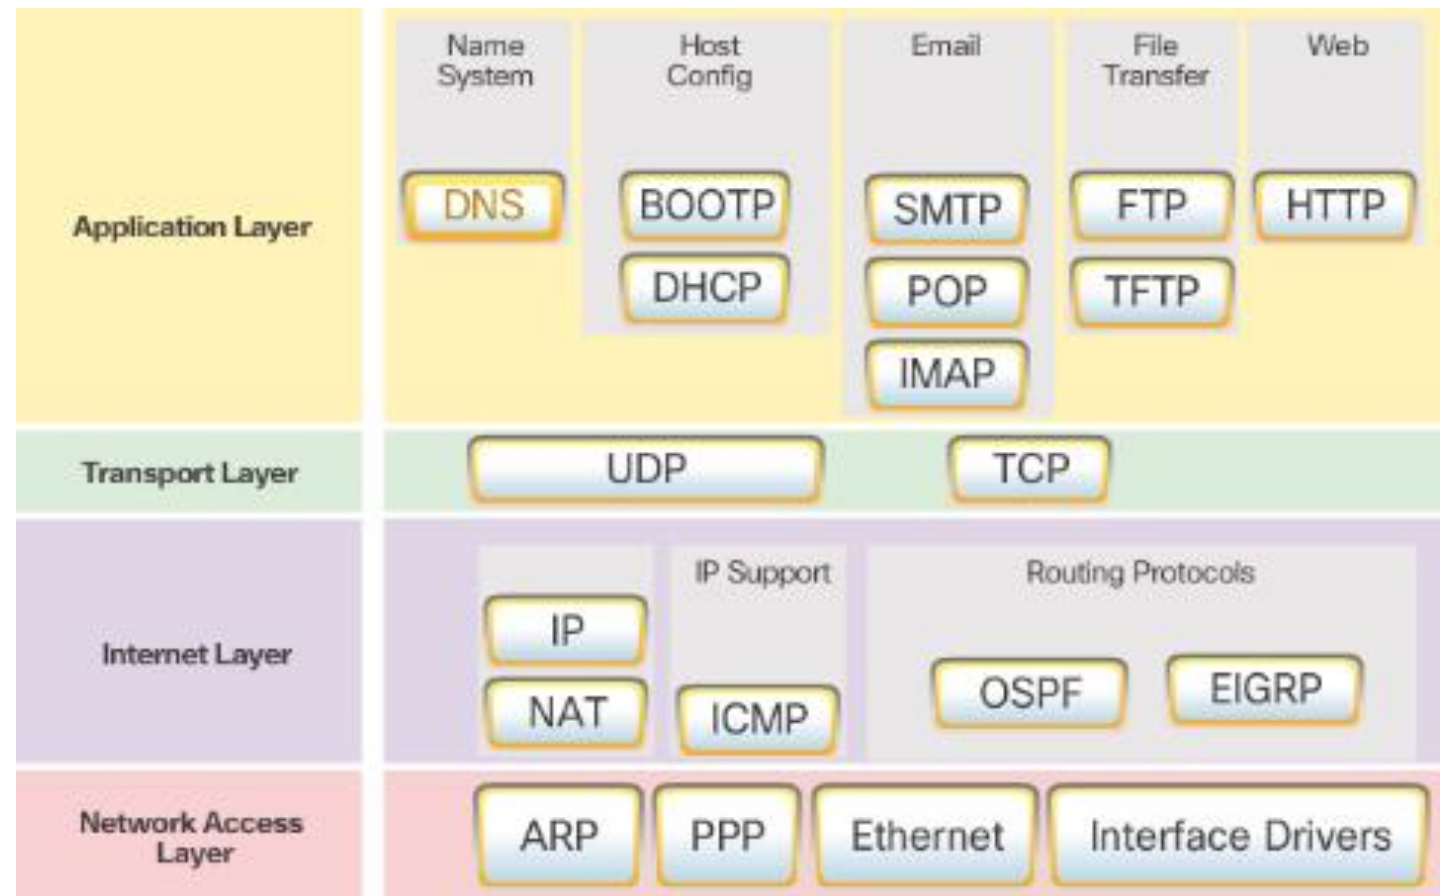 Name
System
Host
Config
Email
File
Transfer
Web
Application Layer
DNS
BOOTP
SMTP
FTP
HTTP
DHCP
POP
TFTP
IMAP
Transport Layer
UDP
TCP
Internet Layer
IP Support
Routing Protocols
IP
NAT
ICMP
OSPF
EIGRP
Network Access
Layer
ARP
PPP
Ethernet
Interface Drivers